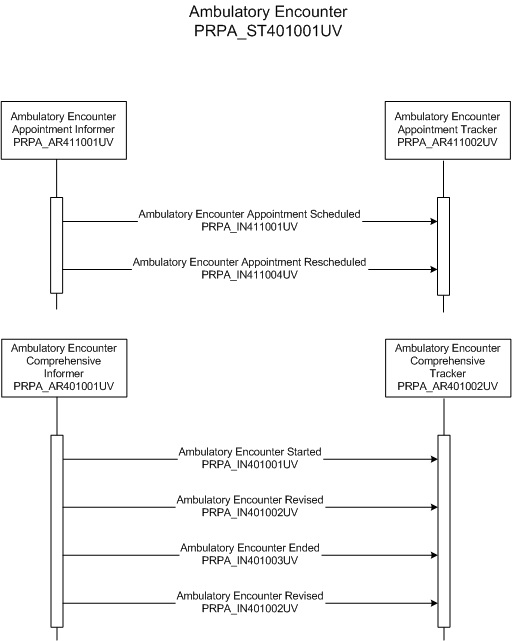 Ambulatory Encounter
PRPA_ST401001UV
Ambulatory Encounter
Appointment Informer
PRPA_AR411001UV
Ambulatory Encounter
Appointment Tracker
PRPA_AR411002UV
Ambulatory Encounter Appointment Scheduled
PRPA_IN411001UV
Ambulatory Encounter Appointment Rescheduled
PRPA_IN411004UV
Ambulatory Encounter
Comprehensive
Informer
PRPA_AR401001UV
Ambulatory Encounter
Comprehensive
Tracker
PRPA_AR401002UV
Ambulatory Encounter Started
PRPA_IN401001UV
Ambulatory Encounter Revised
PRPA_IN401002UV
Ambulatory Encounter Ended
PRPA_IN401003UV
Ambulatory Encounter Revised
PRPA_IN401002UV